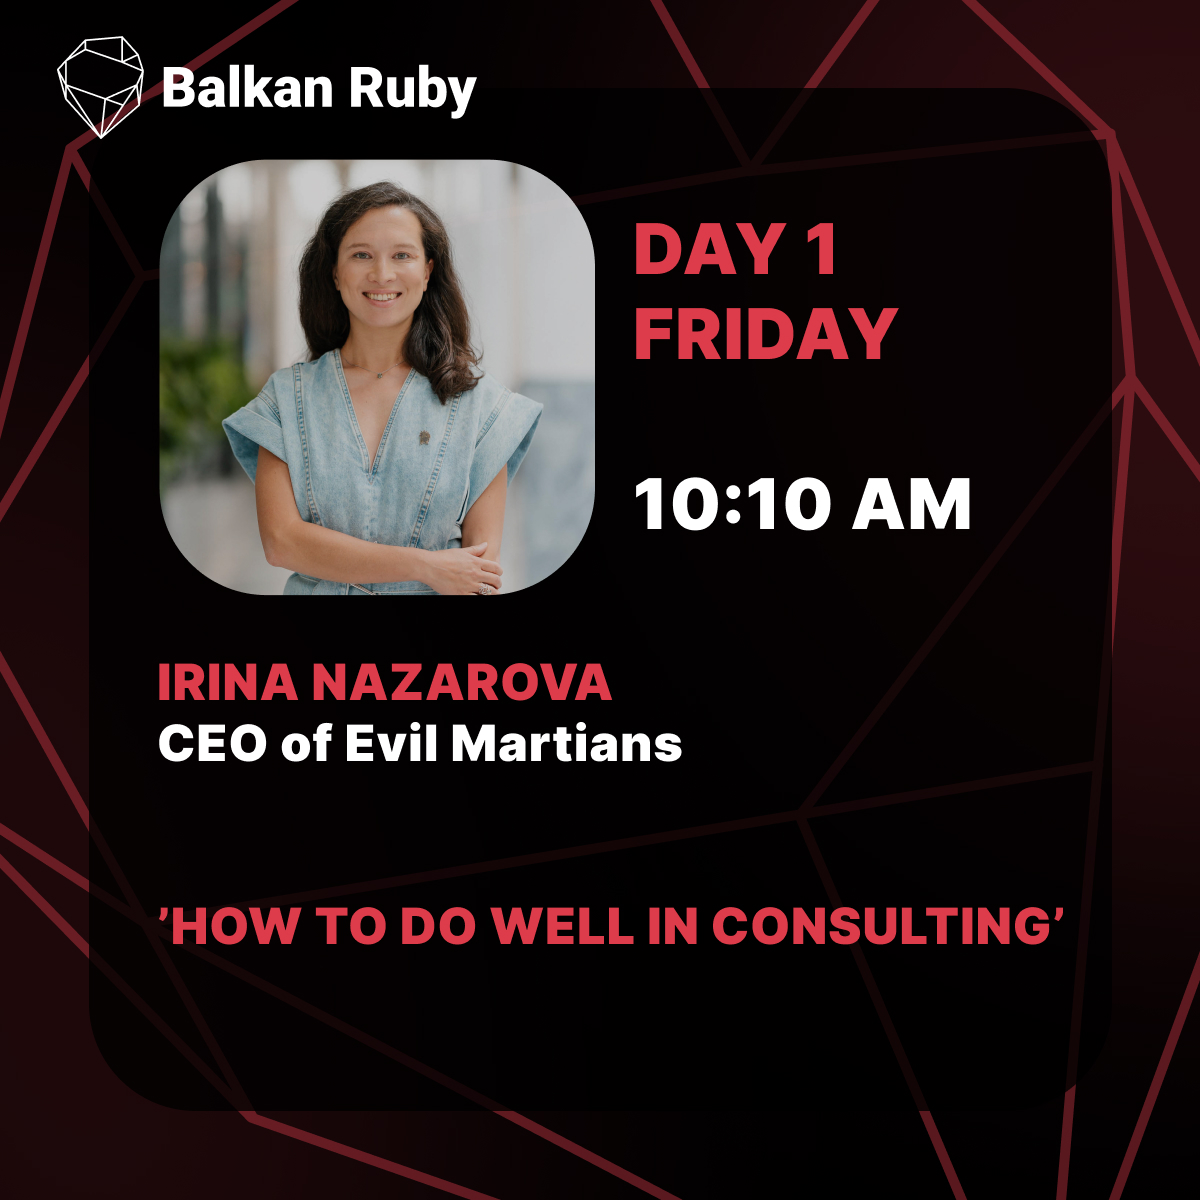 Balkan Ruby
DAY 1
FRIDAY
10:10 AM
IRINA NAZAROVA
CEO of Evil Martians
’HOW TO DO WELL IN CONSULTING’